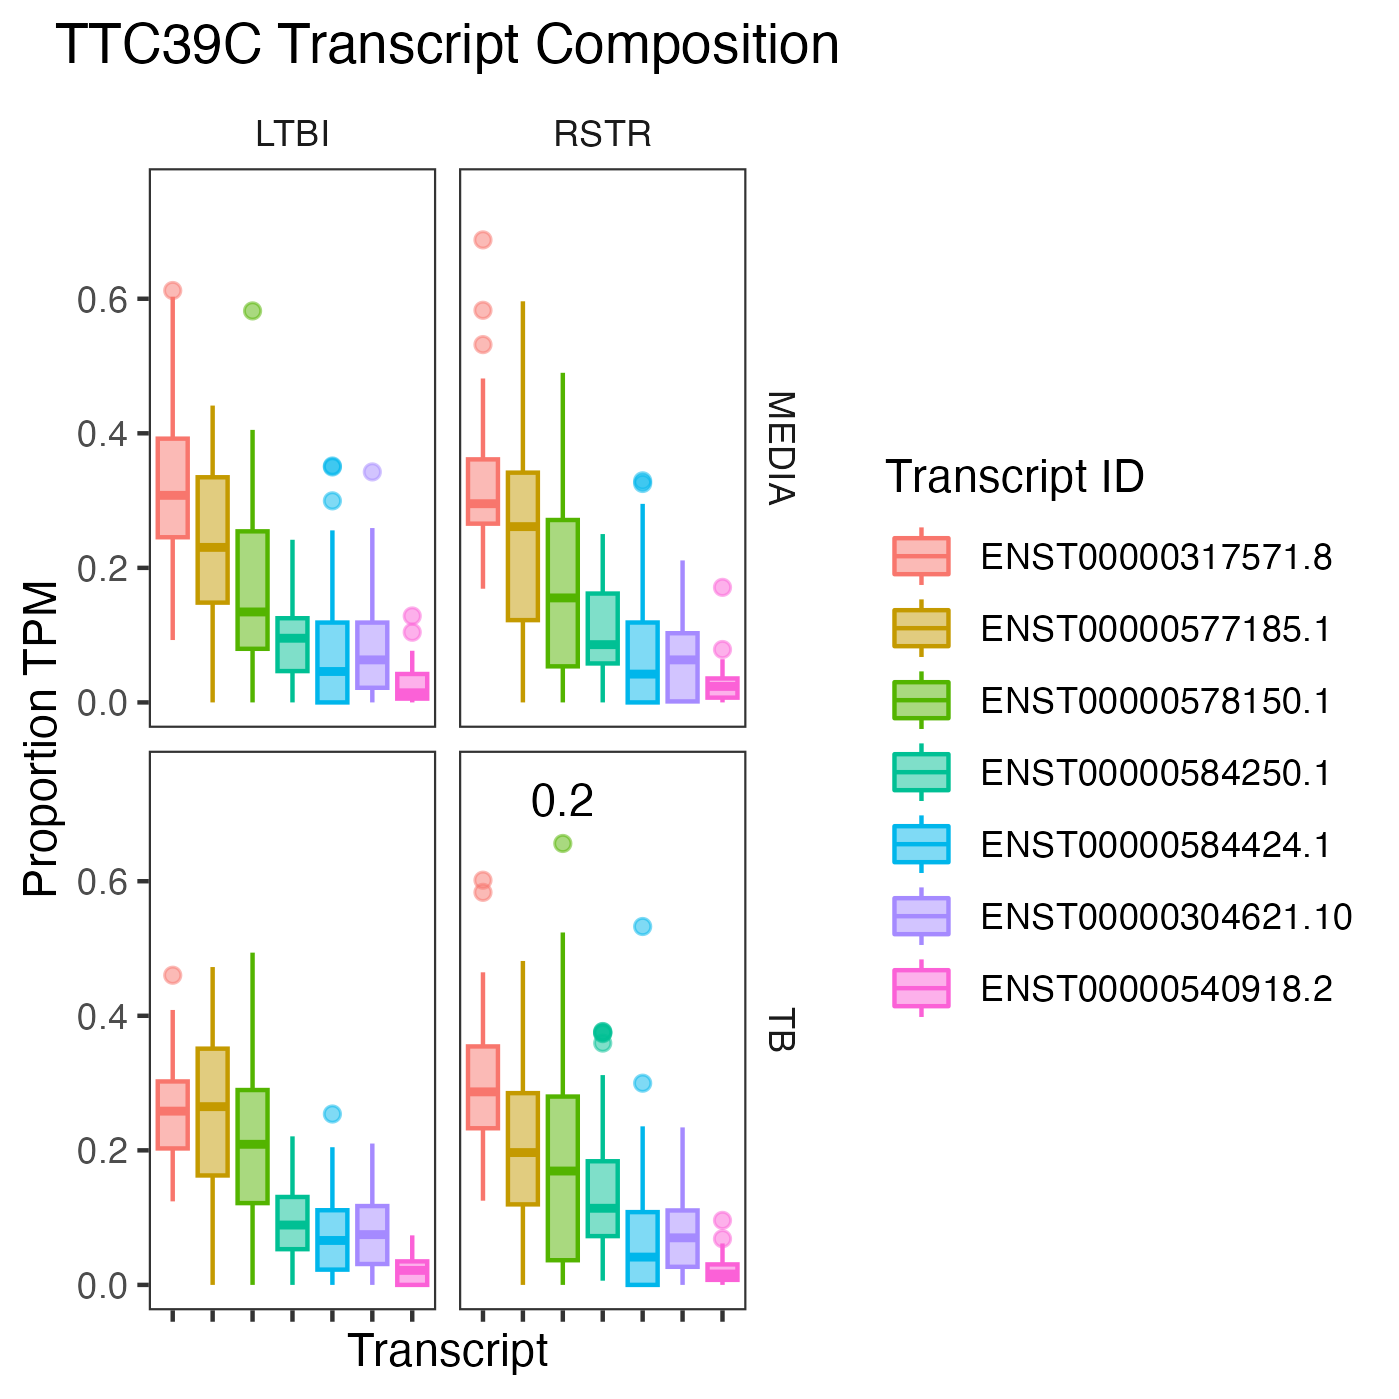 TTC39C Transcript Composition
LTBI
RSTR
0.6
0.4
0.2
0.0
MEDIA
0.2
0.6
0.4
0.2
0.0
TB
Proportion TPM
Transcript
Transcript ID
ENST00000317571.8
ENST00000577185.1
ENST00000578150.1
ENST00000584250.1
ENST00000584424.1
ENST00000304621.10
ENST00000540918.2